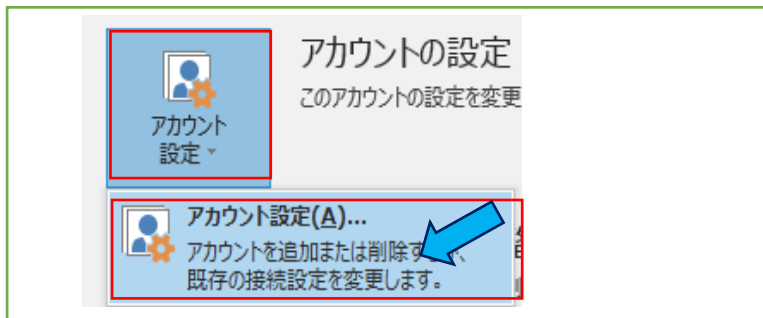 アカウントの設定
このアカウントの設定を変更
アカウント
設定
アカウント設定(A)...
アカウントを追加または削除す
既存の接続設定を変更します。